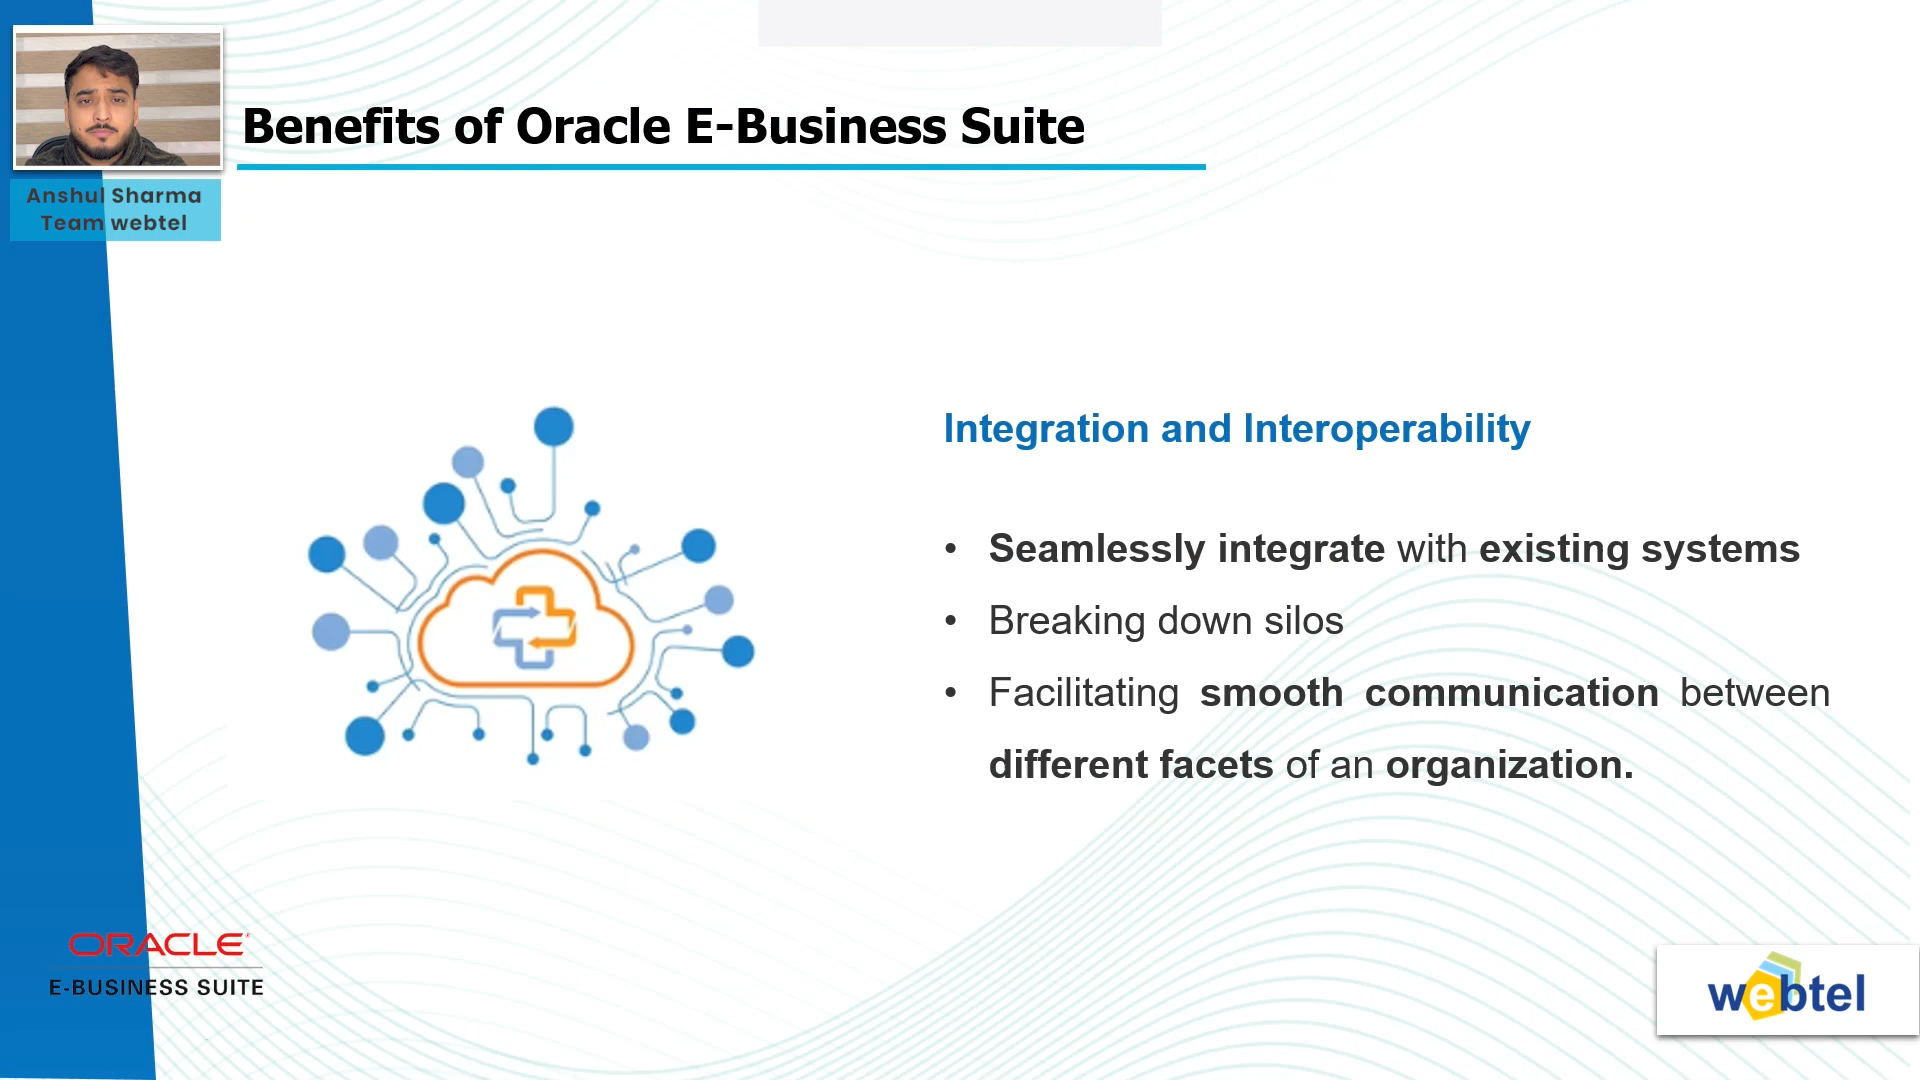 Benefits of Oracle E-Business Suite
Anshul Sharma
Team webtel
Integration and Interoperability
• Seamlessly integrate with existing systems
• Breaking down silos
• Facilitating smooth communication between
different facets of an organization.
ORACLE
E-BUSINESS SUITE
webtel